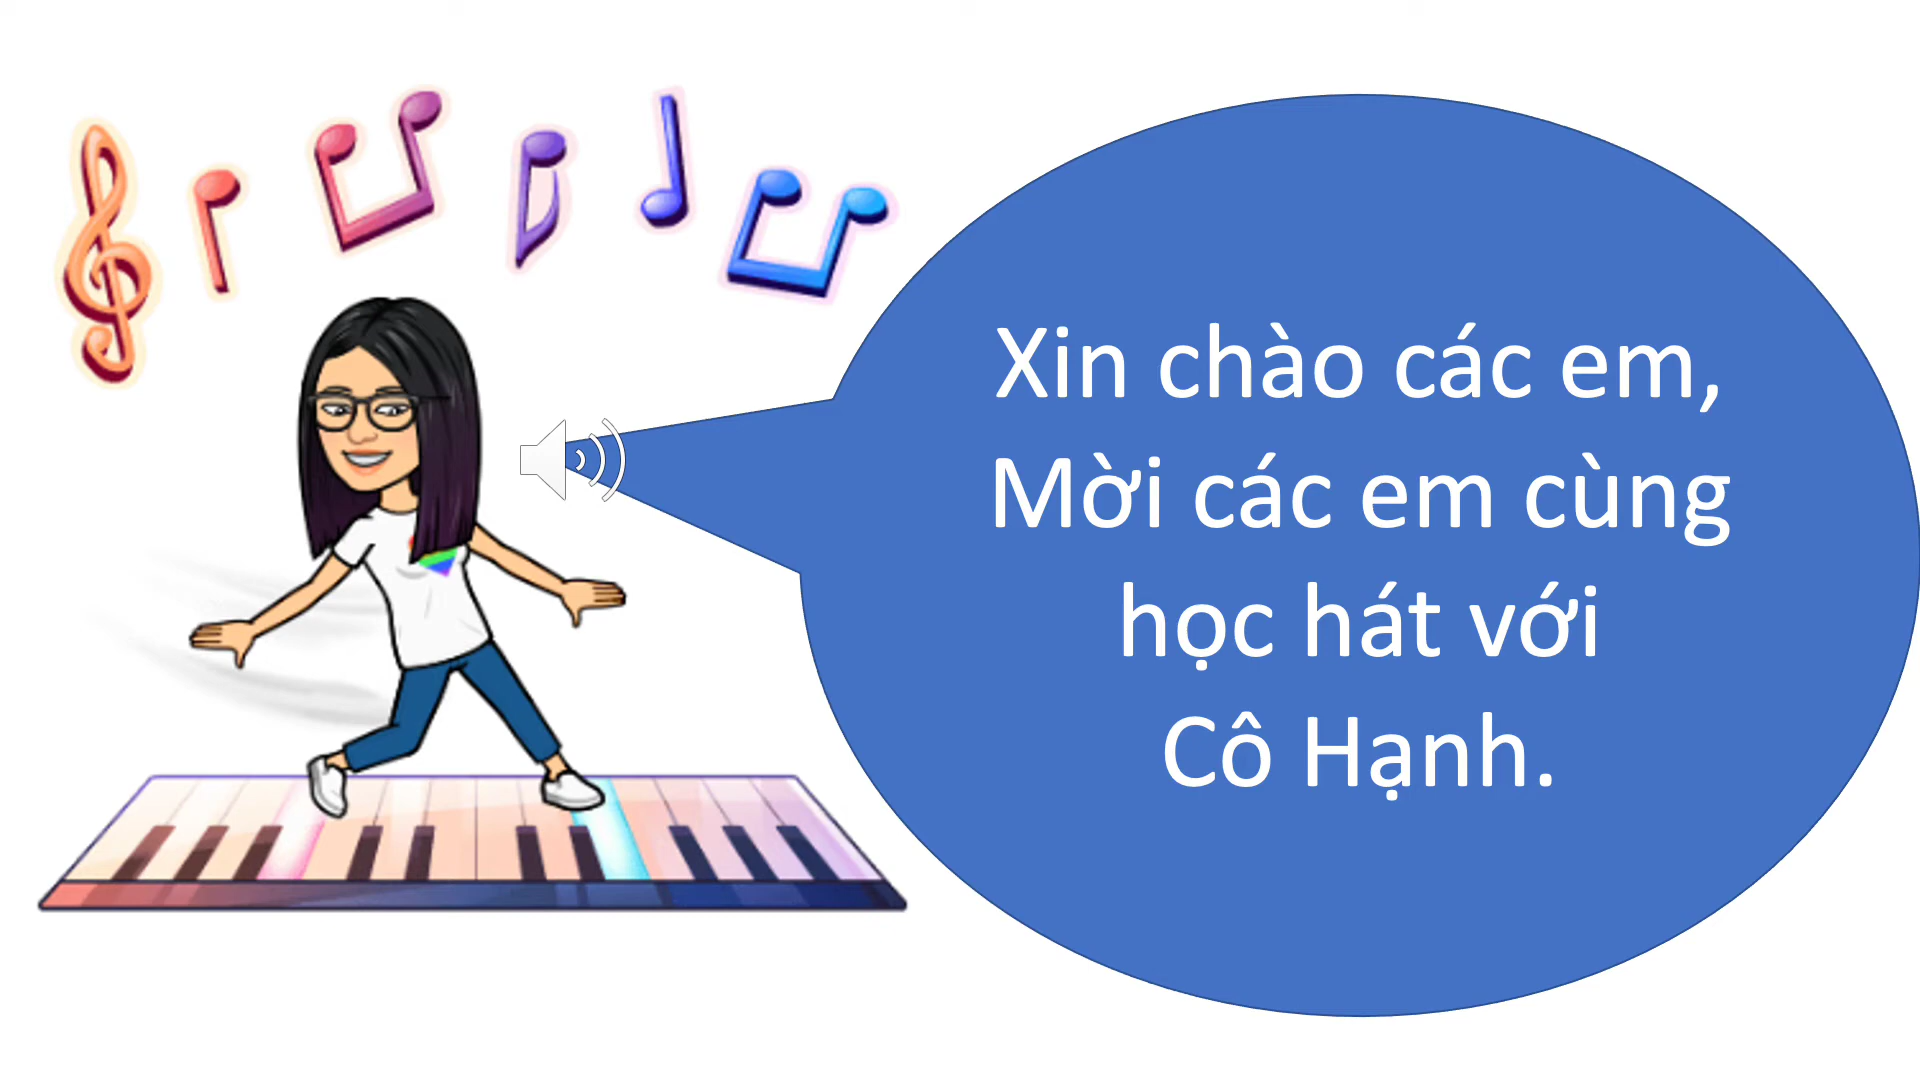 Xin chào các em,
Mời các em cùng
học hát với
Cô Hạnh.